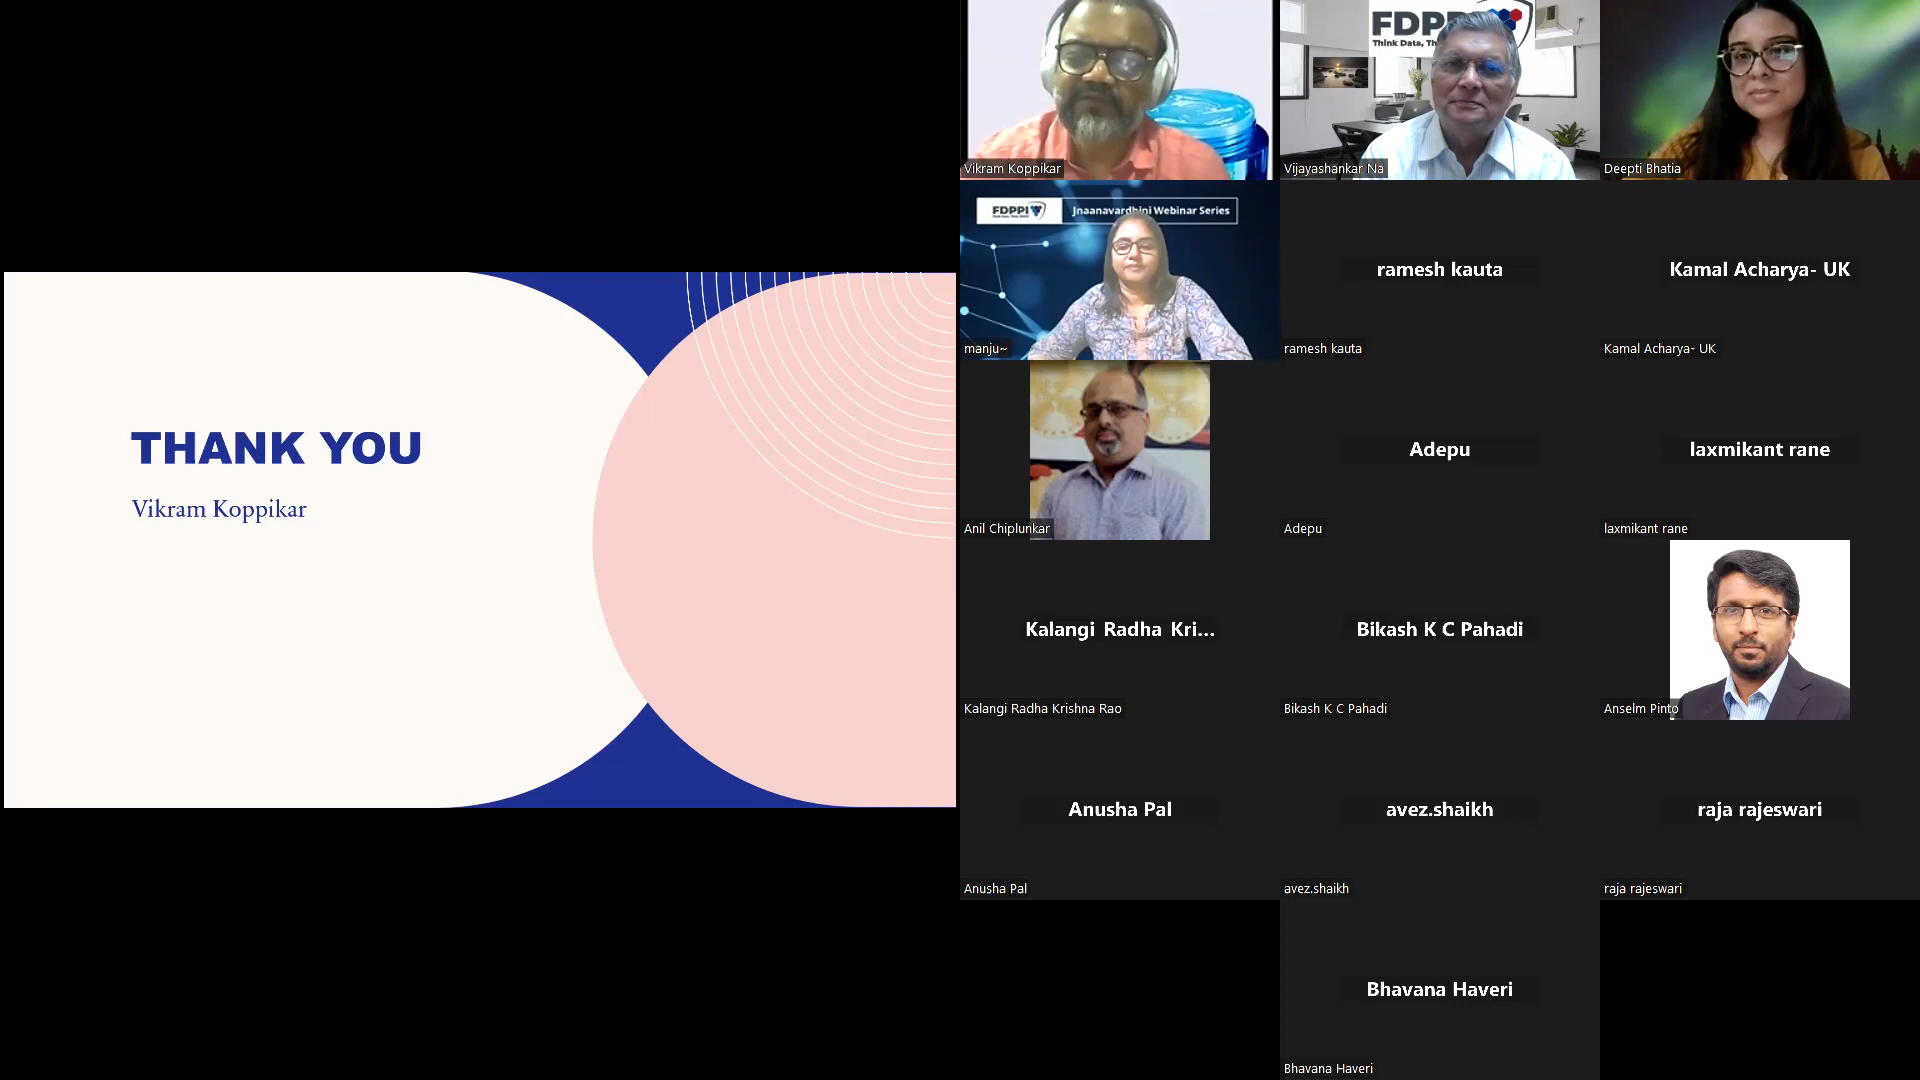 THANK YOU
Vikram Koppikar
Vikram Koppikar
FDPPI
Think Data, Th
Vijayashankar Na
Deepti Bhatia
FDPPI
Jnaanavardhini Webinar Series
manju~
ramesh kauta
ramesh kauta
Kamal Acharya- UK
Kamal Acharya- UK
Anil Chiplunkar
Adepu
Adepu
laxmikant rane
laxmikant rane
Kalangi Radha Kri...
Kalangi Radha Krishna Rao
Bikash K C Pahadi
Bikash K C Pahadi
Anselm Pinto
Anusha Pal
Anusha Pal
avez.shaikh
avez.shaikh
raja rajeswari
raja rajeswari
Bhavana Haveri
Bhavana Haveri